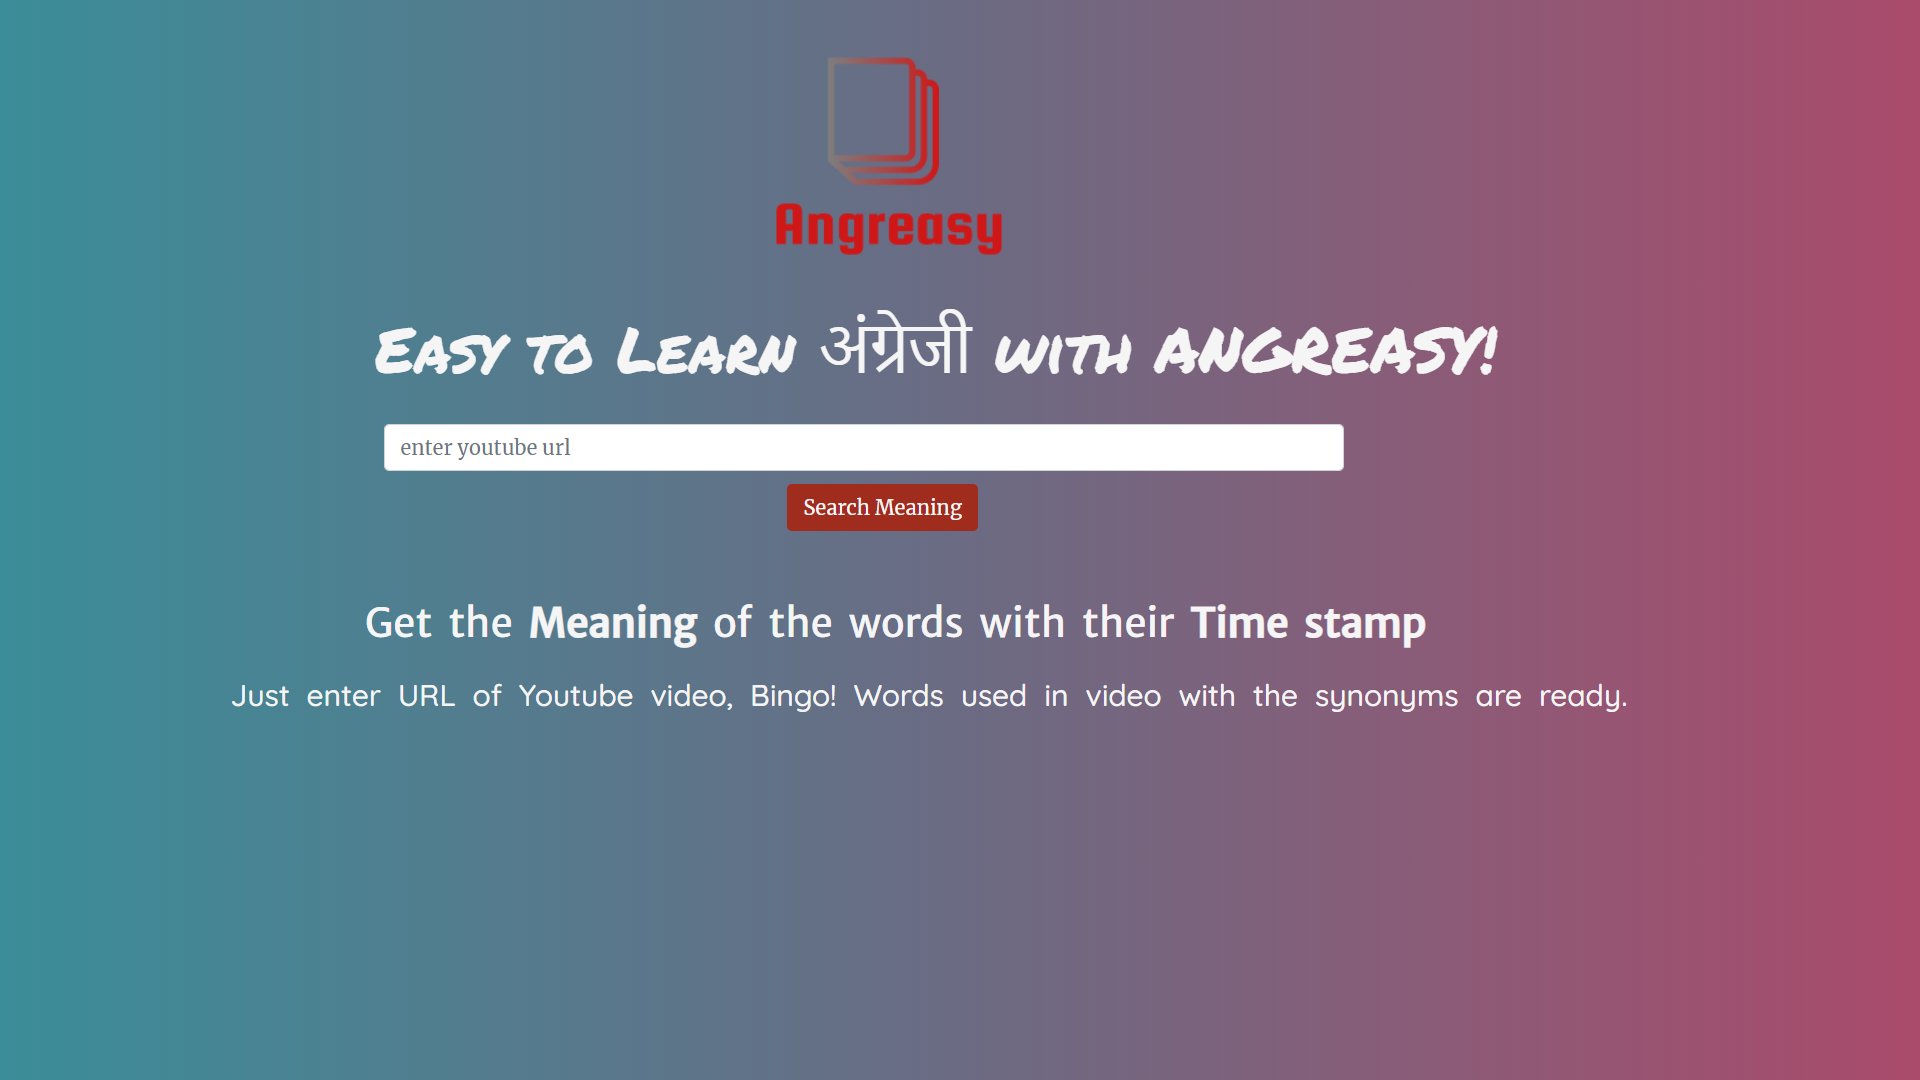 Angreasy
Easy to Learn अंग्रेजी with ANGREASY!
enter youtube url
Search Meaning
Get the Meaning of the words with their Time stamp
Just enter URL of Youtube video, Bingo! Words used in video with the synonyms are ready.